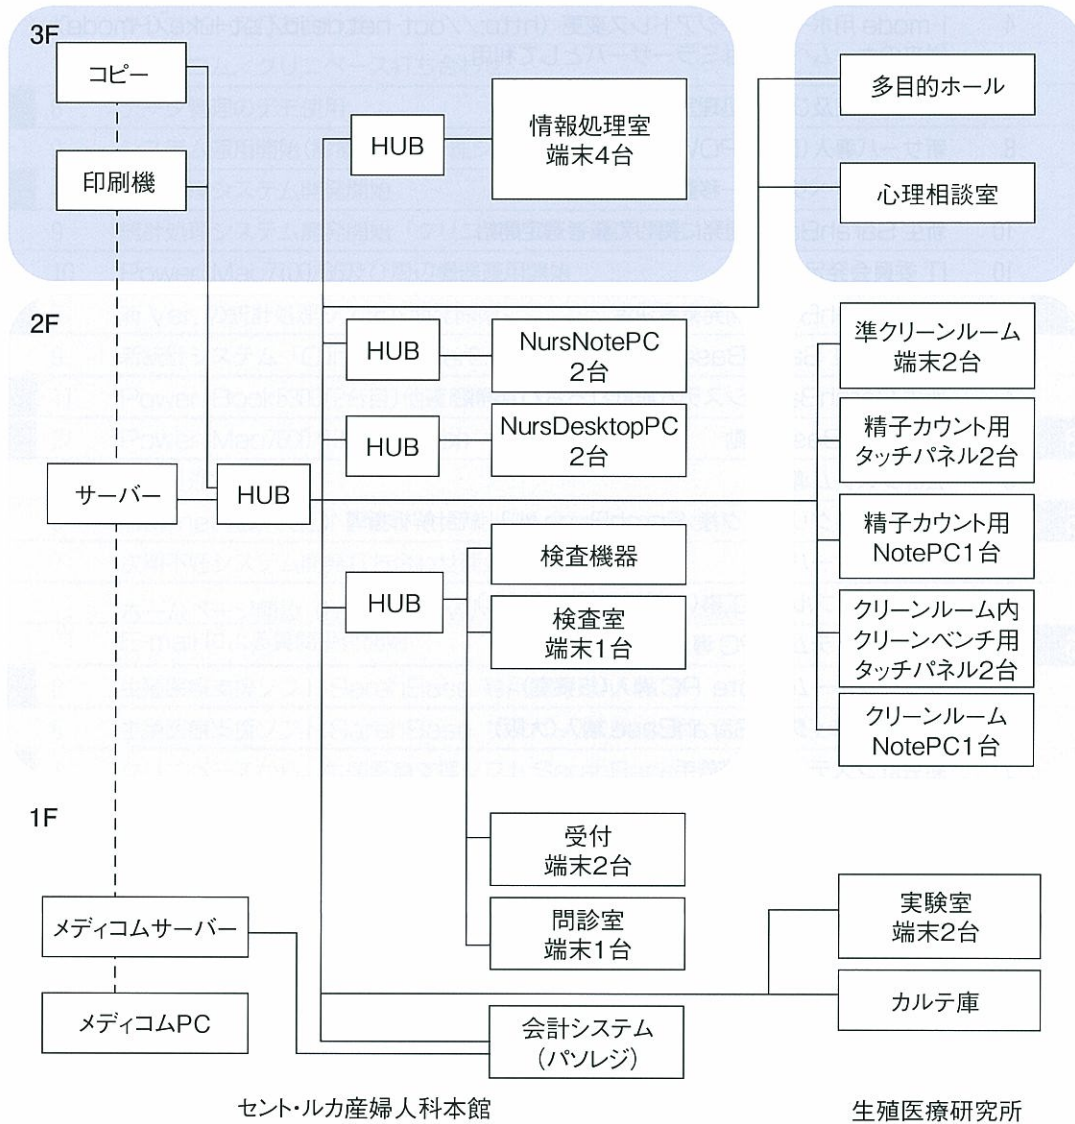 3F
コピー
印刷機
HUB
情報処理室
端末4台
多目的ホール
心理相談室
2F
HUB
NursNotePC
2台
HUB
NursDesktopPC
2台
サーバー
HUB
HUB
検査機器
検査室
端末1台
準クリーンルーム
端末2台
精子カウント用
タッチパネル2台
精子カウント用
NotePC1台
クリーンルーム内
クリーンベンチ用
タッチパネル2台
クリーンルーム
NotePC1台
1F
メディコムサーバー
メディコムPC
受付
端末2台
問診室
端末1台
会計システム
(パソレジ)
実験室
端末2台
カルテ庫
セント・ルカ産婦人科本館
生殖医療研究所